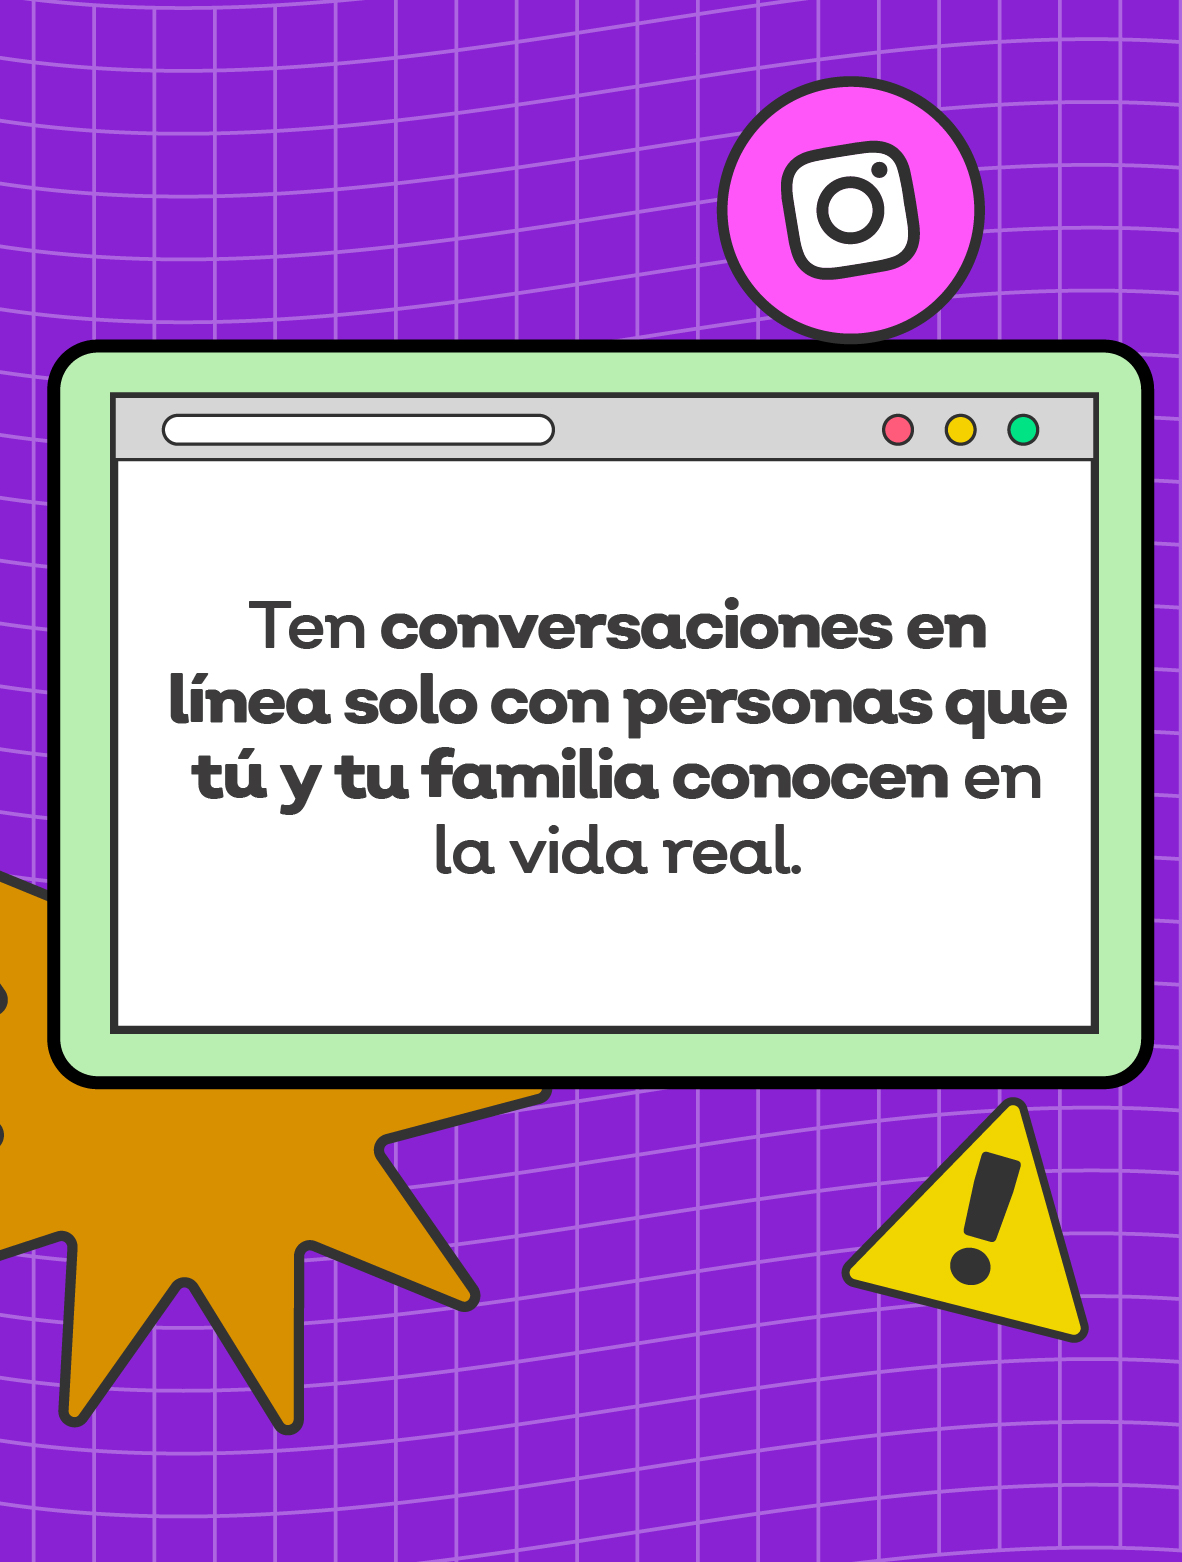 Ten conversaciones en
línea solo con personas que
tú y tu familia conocen en
la vida real.